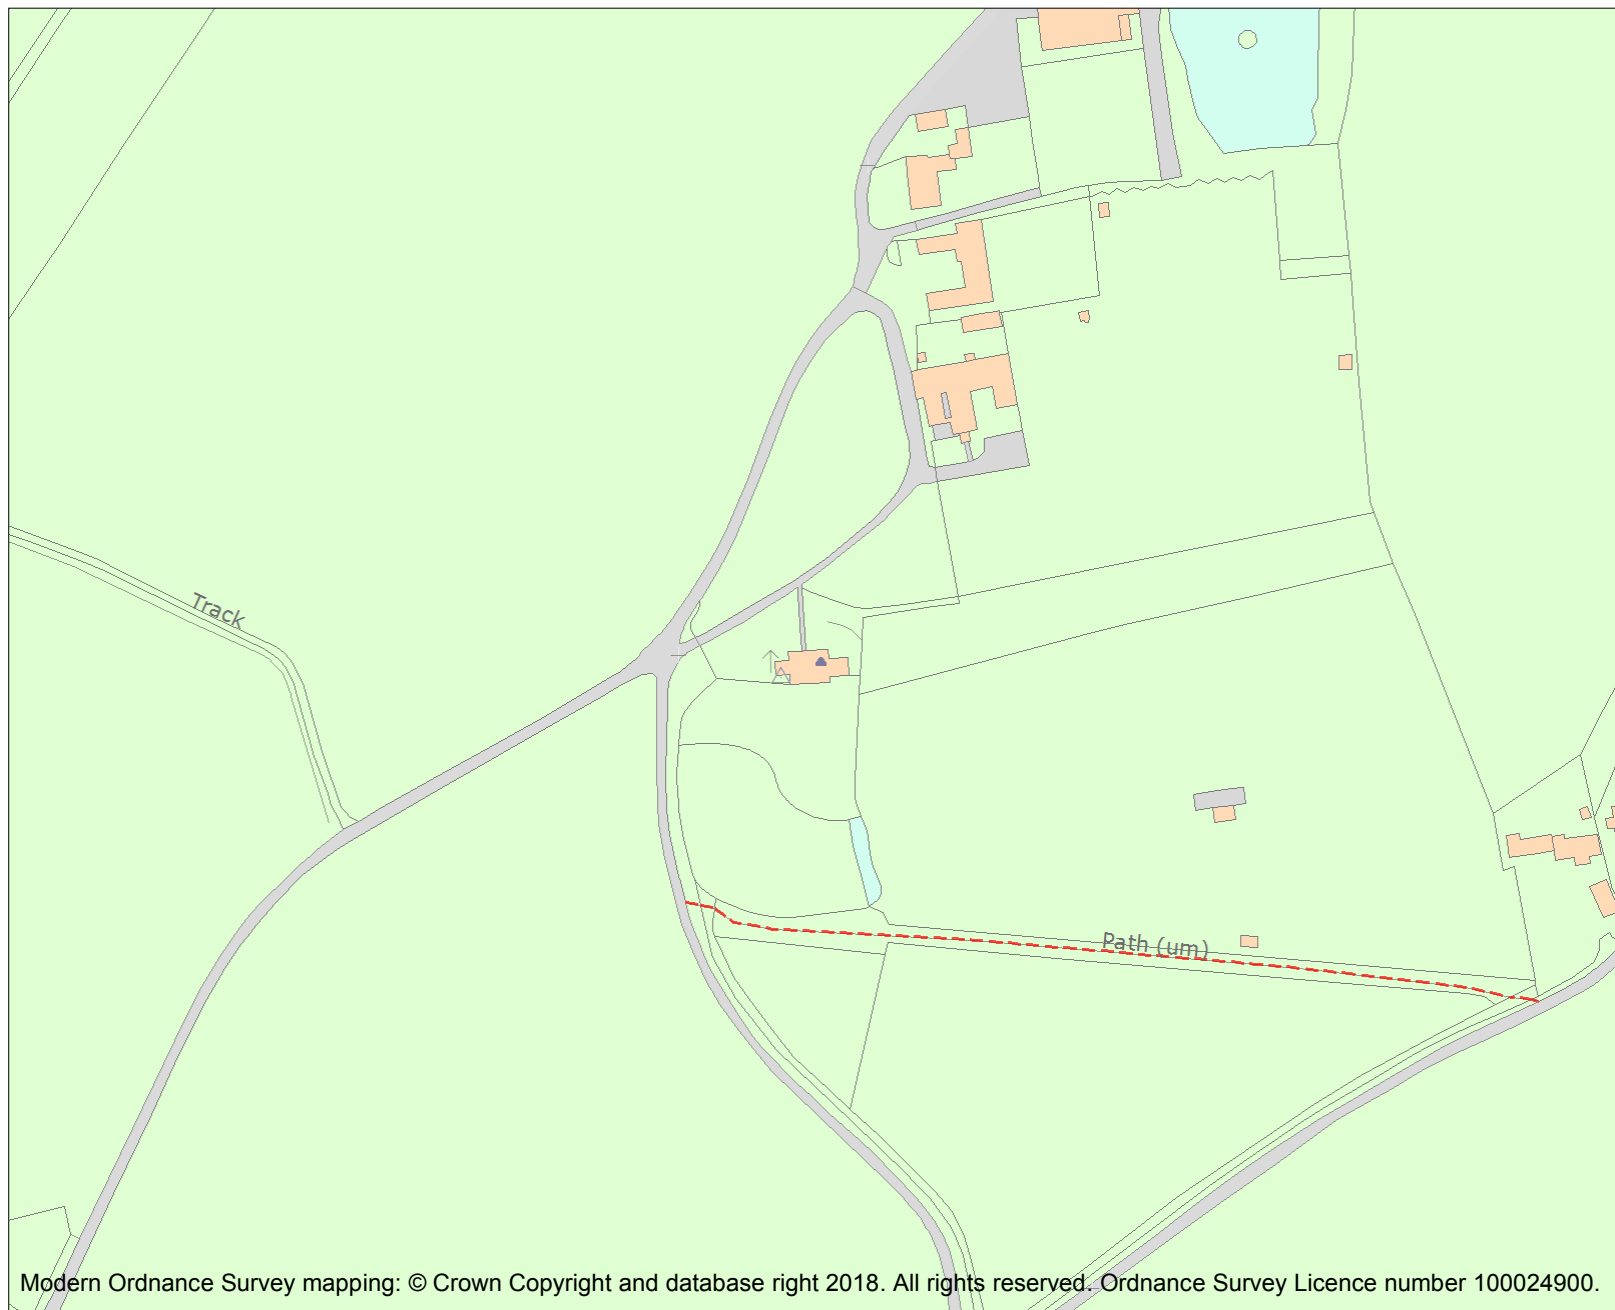 Track
Path (um)
Modern Ordnance Survey mapping: © Crown Copyright and database right 2018. All rights reserved. Ordnance Survey Licence number 100024900.